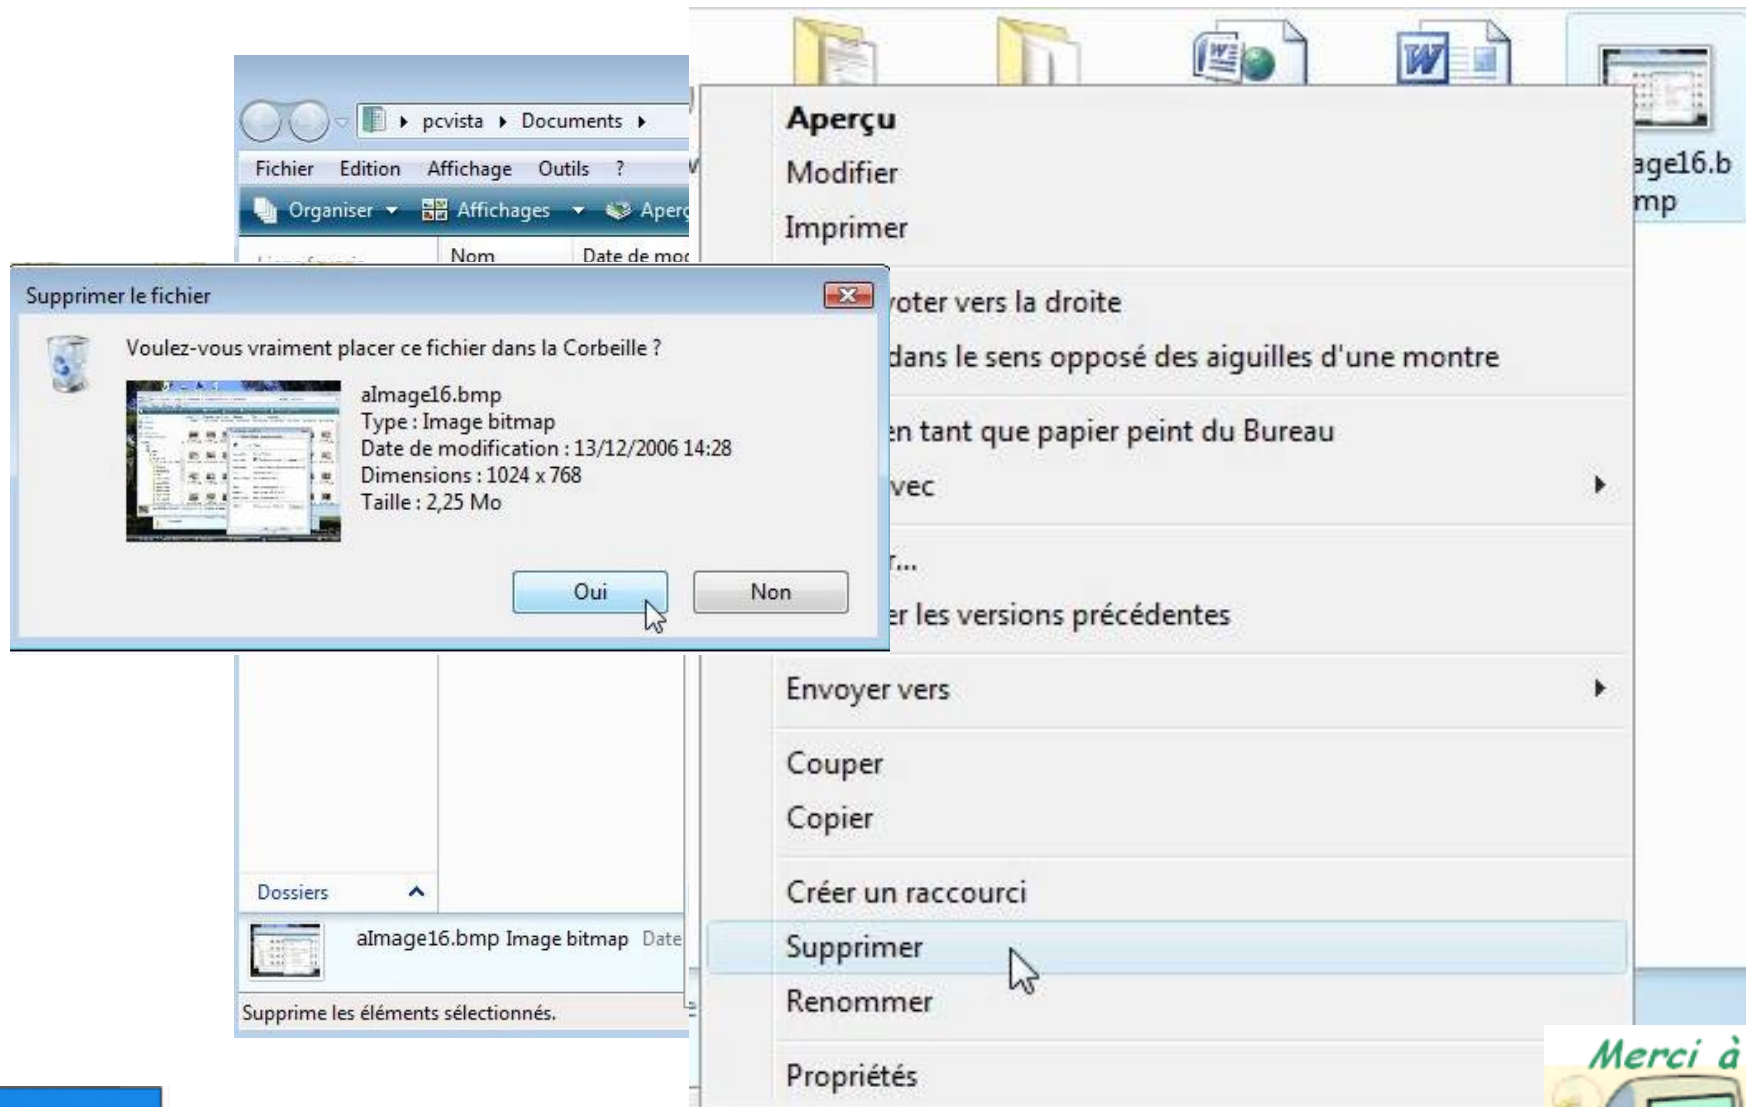 pcvista Documents
Fichier Edition Affichage Outils ?
Organiser Affichages
Nom Date de
Aperçu
Modifier
Imprimer
vers la droite
dans le sens opposé des aiguilles d'une montre
en tant que papier peint du Bureau
les versions précédentes
Envoyer vers
Couper
Copier
Créer un raccourci
Supprimer
Renommer
Propriétés
age16.b
mp
Supprimer le fichier
Voulez-vous vraiment placer ce fichier dans la Corbeille ?
aImage16.bmp
Type : Image bitmap
Date de modification : 13/12/2006 14:28
Dimensions : 1024 x 768
Taille : 2,25 Mo
Oui Non
Dossiers
aImage16.bmp Image bitmap Date
Supprime les éléments sélectionnés.
Merci à